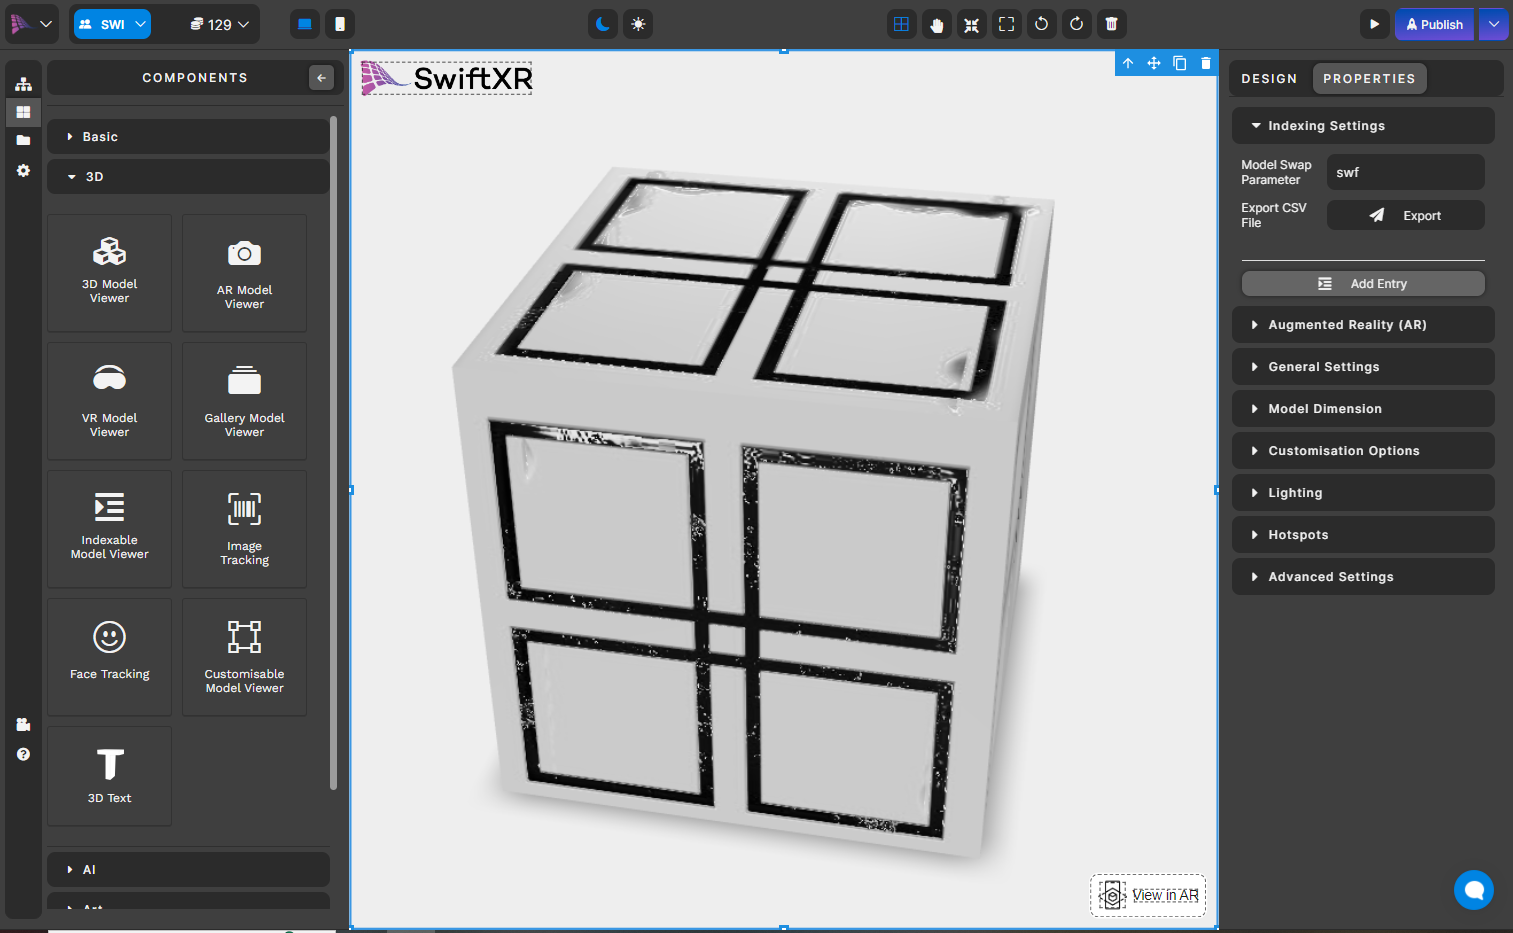 SWI
129
Publish
COMPONENTS
Basic
3D
3D Model
Viewer
AR Model
Viewer
VR Model
Viewer
Gallery Model
Viewer
Indexable
Model Viewer
Image
Tracking
Face Tracking
Customisable
Model Viewer
3D Text
AI
Art
SwiftXR
View in AR
DESIGN
PROPERTIES
Indexing Settings
Model Swap
Parameter
swf
Export CSV
File
Export
Add Entry
Augmented Reality (AR)
General Settings
Model Dimension
Customisation Options
Lighting
Hotspots
Advanced Settings